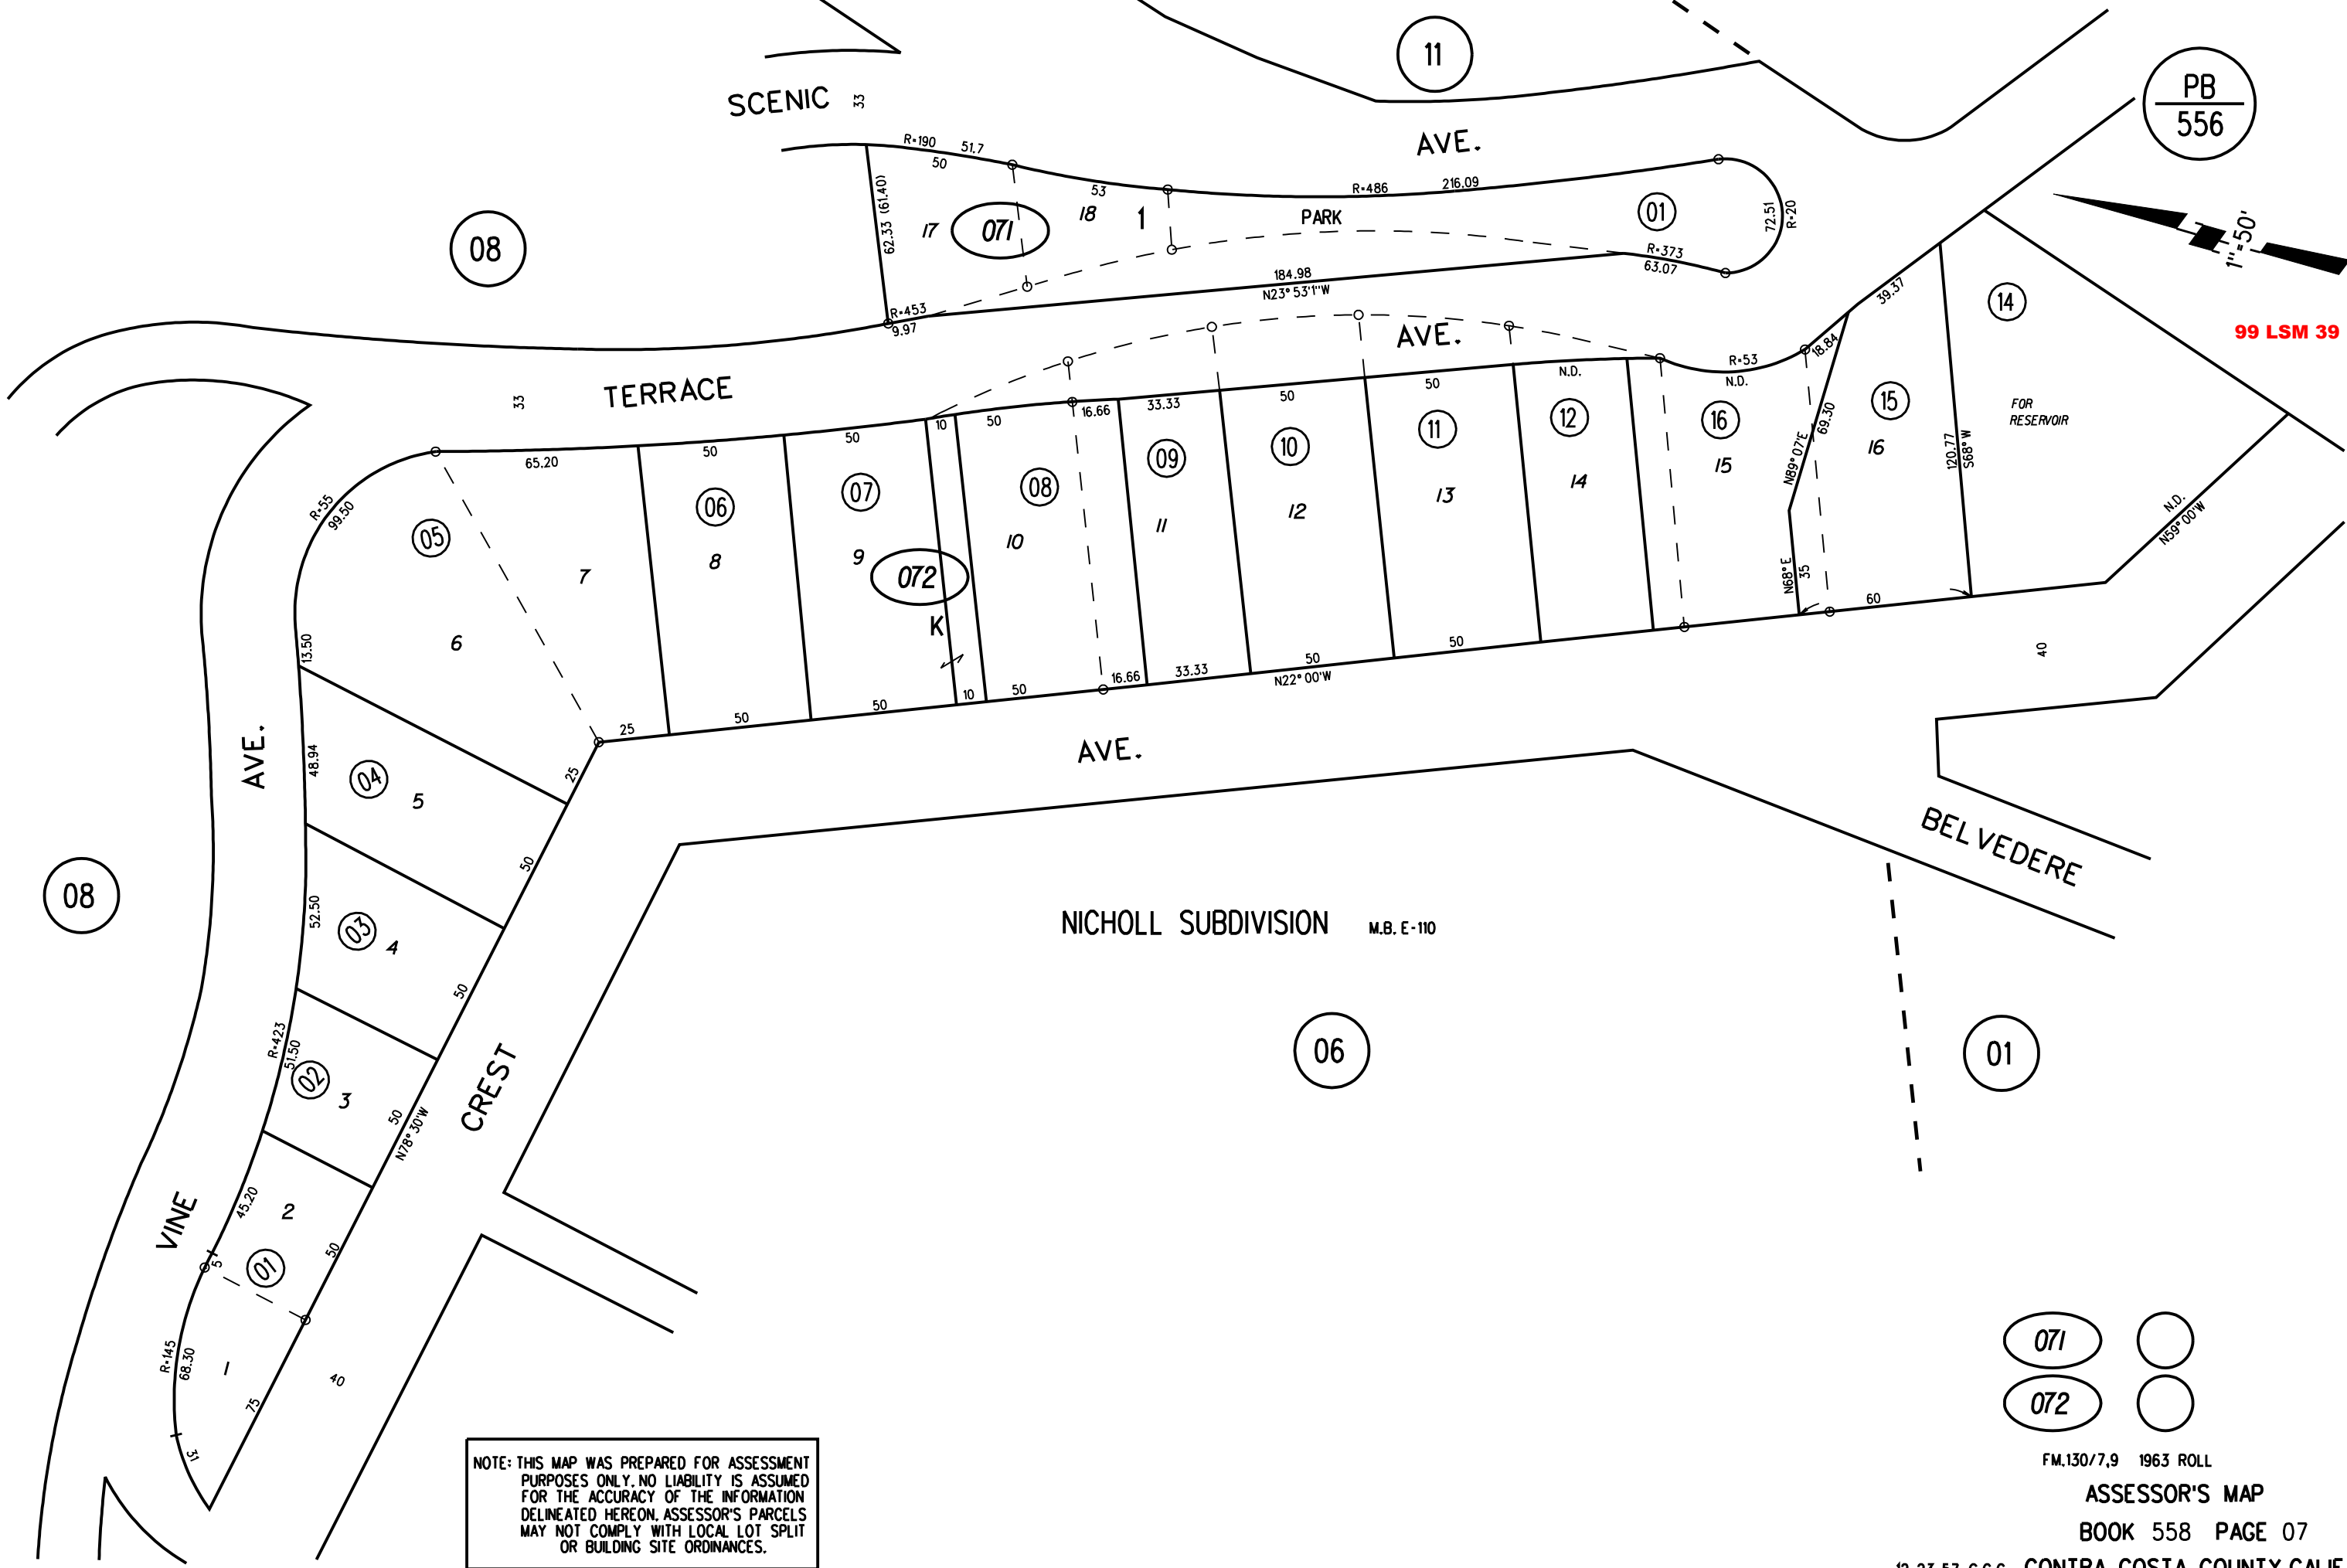 11
PB
556
SCENIC
33
AVE.
R=190
51.7
50
62.33 (61.40)
53
R=486
216.09
17
071
18
1
PARK
01
72.51
R=20
1"=50'
08
184.98
N23°53'1"W
R=373
63.07
R=453
9.97
39.37
14
99 LSM 39
TERRACE
33
AVE.
18.84
R=53
N.D.
FOR
RESERVOIR
65.20
50
50
10
50
16.66
33.33
50
50
N.D.
R=55
99.50
05
06
07
08
09
10
11
12
16
15
6
7
8
9
10
11
12
13
14
15
16
N89°07'E
69.30
120.77
S68°W
N.D.
N59°00'W
072
K
N68°E
35
60
40
13.50
25
50
50
10
50
16.66
33.33
N22°00'W
50
50
AVE.
AVE.
48.94
04
5
25
50
BELVEDERE
08
52.50
03
4
50
NICHOLL SUBDIVISION M.B. E-110
R=423
51.50
02
3
50
N78°30'W
CREST
06
01
VINE
45.20
2
5
01
50
R=145
68.30
1
75
31
40
071
072
NOTE: THIS MAP WAS PREPARED FOR ASSESSMENT
PURPOSES ONLY. NO LIABILITY IS ASSUMED
FOR THE ACCURACY OF THE INFORMATION
DELINEATED HEREON. ASSESSOR'S PARCELS
MAY NOT COMPLY WITH LOCAL LOT SPLIT
OR BUILDING SITE ORDINANCES.
FM.130/7,9 1963 ROLL
ASSESSOR'S MAP
BOOK 558 PAGE 07
CONTRA COSTA COUNTY, CALIF.